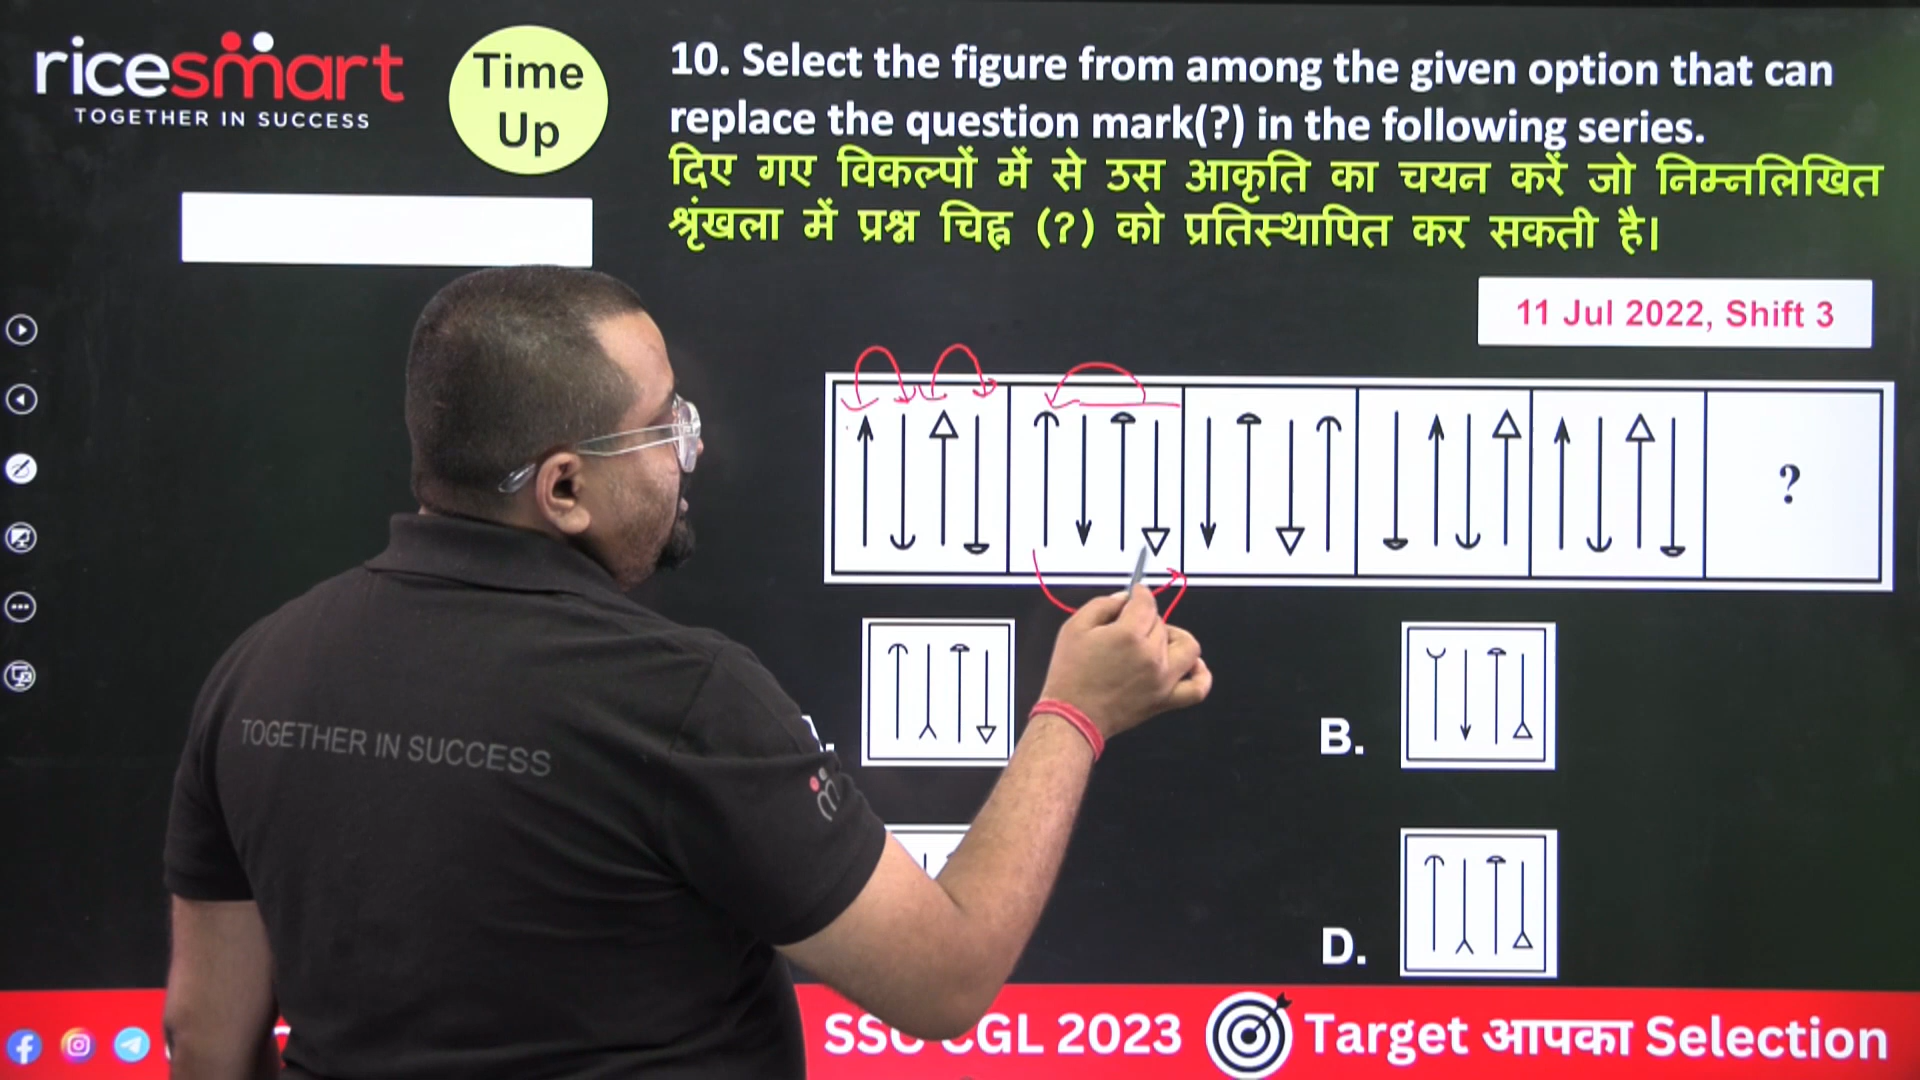 ricesmart
TOGETHER IN SUCCESS
Time
Up
10. Select the figure from among the given option that can
replace the question mark(?) in the following series.
दिए गए विकल्पों में से उस आकृति का चयन करें जो निम्नलिखित
श्रृंखला में प्रश्न चिह्न (?) को प्रतिस्थापित कर सकती है।
11 Jul 2022, Shift 3
?
B.
D.
TOGETHER IN SUCCESS
SSC CGL 2023 Target आपका Selection